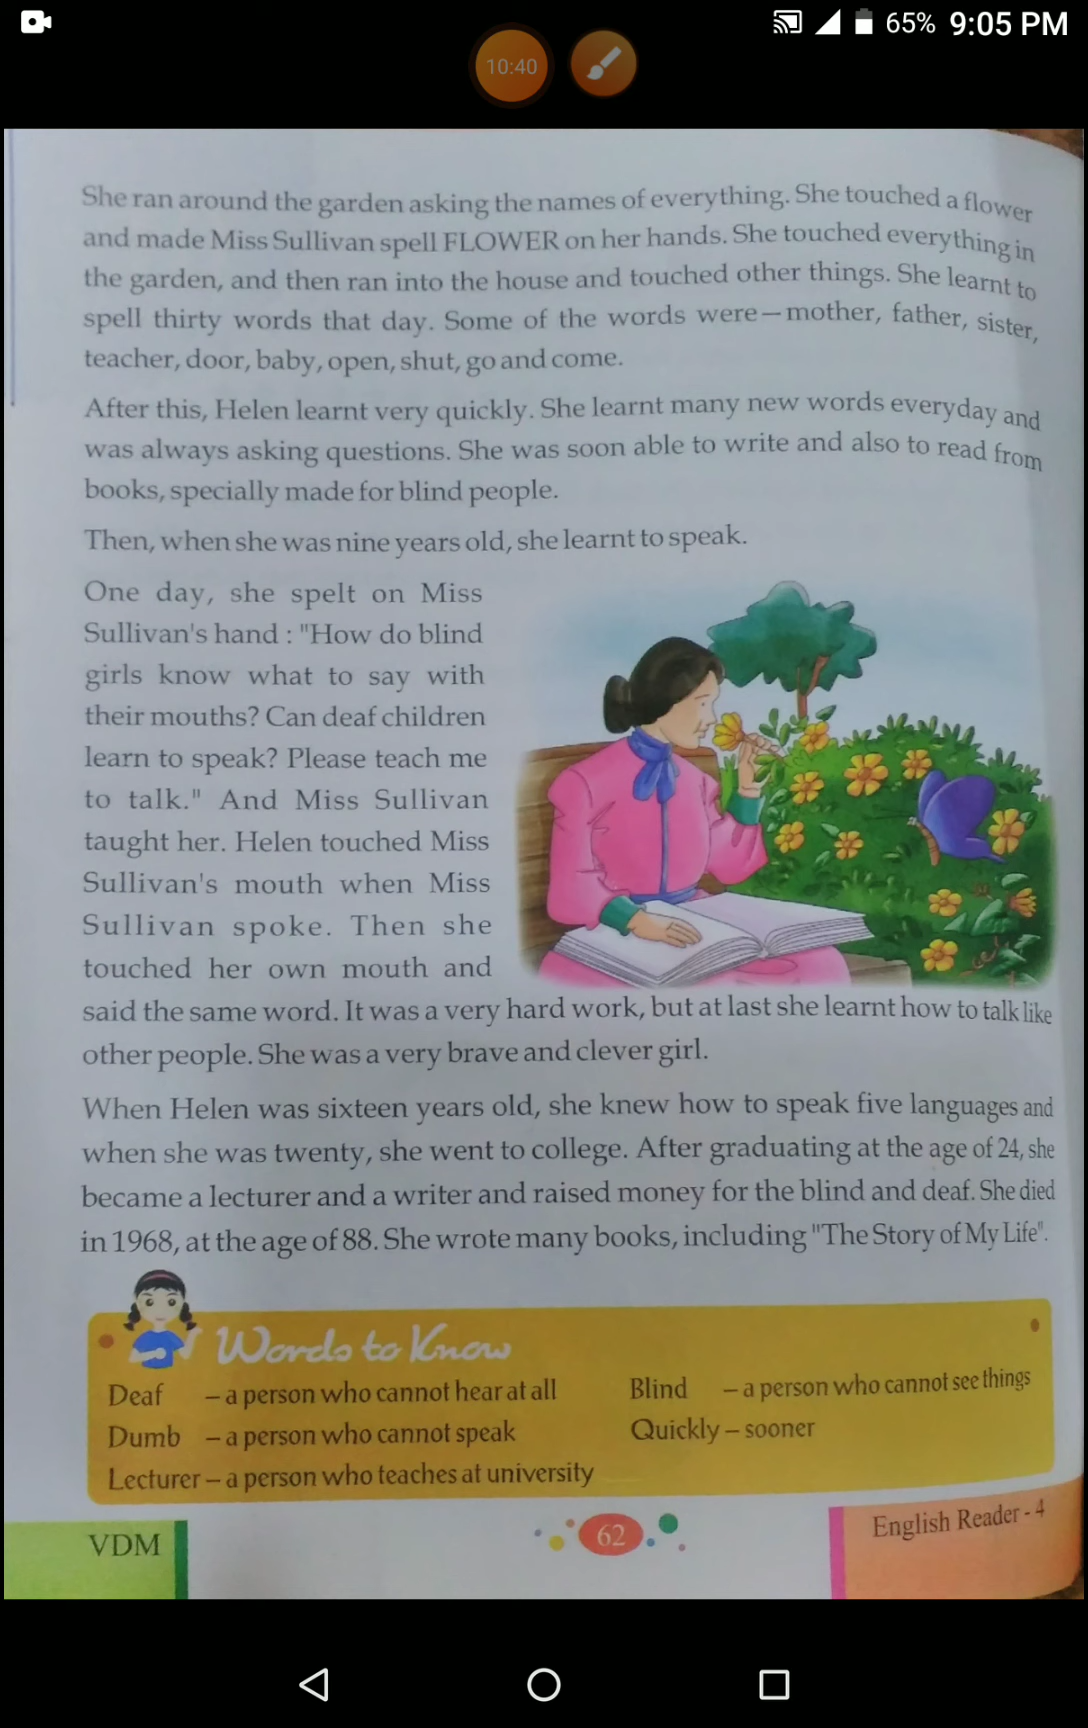 65% 9:05 PM
10:40
She ran around the garden asking the names of everything. She touched a flower
and made Miss Sullivan spell FLOWER on her hands. She touched everything in
the garden, and then ran into the house and touched other things. She learnt to
spell thirty words that day. Some of the words were — mother, father, sister,
teacher, door, baby, open, shut, go and come.
After this, Helen learnt very quickly. She learnt many new words everyday and
was always asking questions. She was soon able to write and also to read from
books, specially made for blind people.
Then, when she was nine years old, she learnt to speak.
One day, she spelt on Miss
Sullivan's hand : "How do blind
girls know what to say with
their mouths? Can deaf children
learn to speak? Please teach me
to talk." And Miss Sullivan
taught her. Helen touched Miss
Sullivan's mouth when Miss
Sullivan spoke. Then she
touched her own mouth and
said the same word. It was a very hard work, but at last she learnt how to talk like
other people. She was a very brave and clever girl.
When Helen was sixteen years old, she knew how to speak five languages and
when she was twenty, she went to college. After graduating at the age of 24, she
became a lecturer and a writer and raised money for the blind and deaf. She died
in 1968, at the age of 88. She wrote many books, including "The Story of My Life".
Words to Know
Deaf – a person who cannot hear at all
Blind – a person who cannot see things
Dumb – a person who cannot speak
Quickly – sooner
Lecturer – a person who teaches at university
VDM
62
English Reader - 4